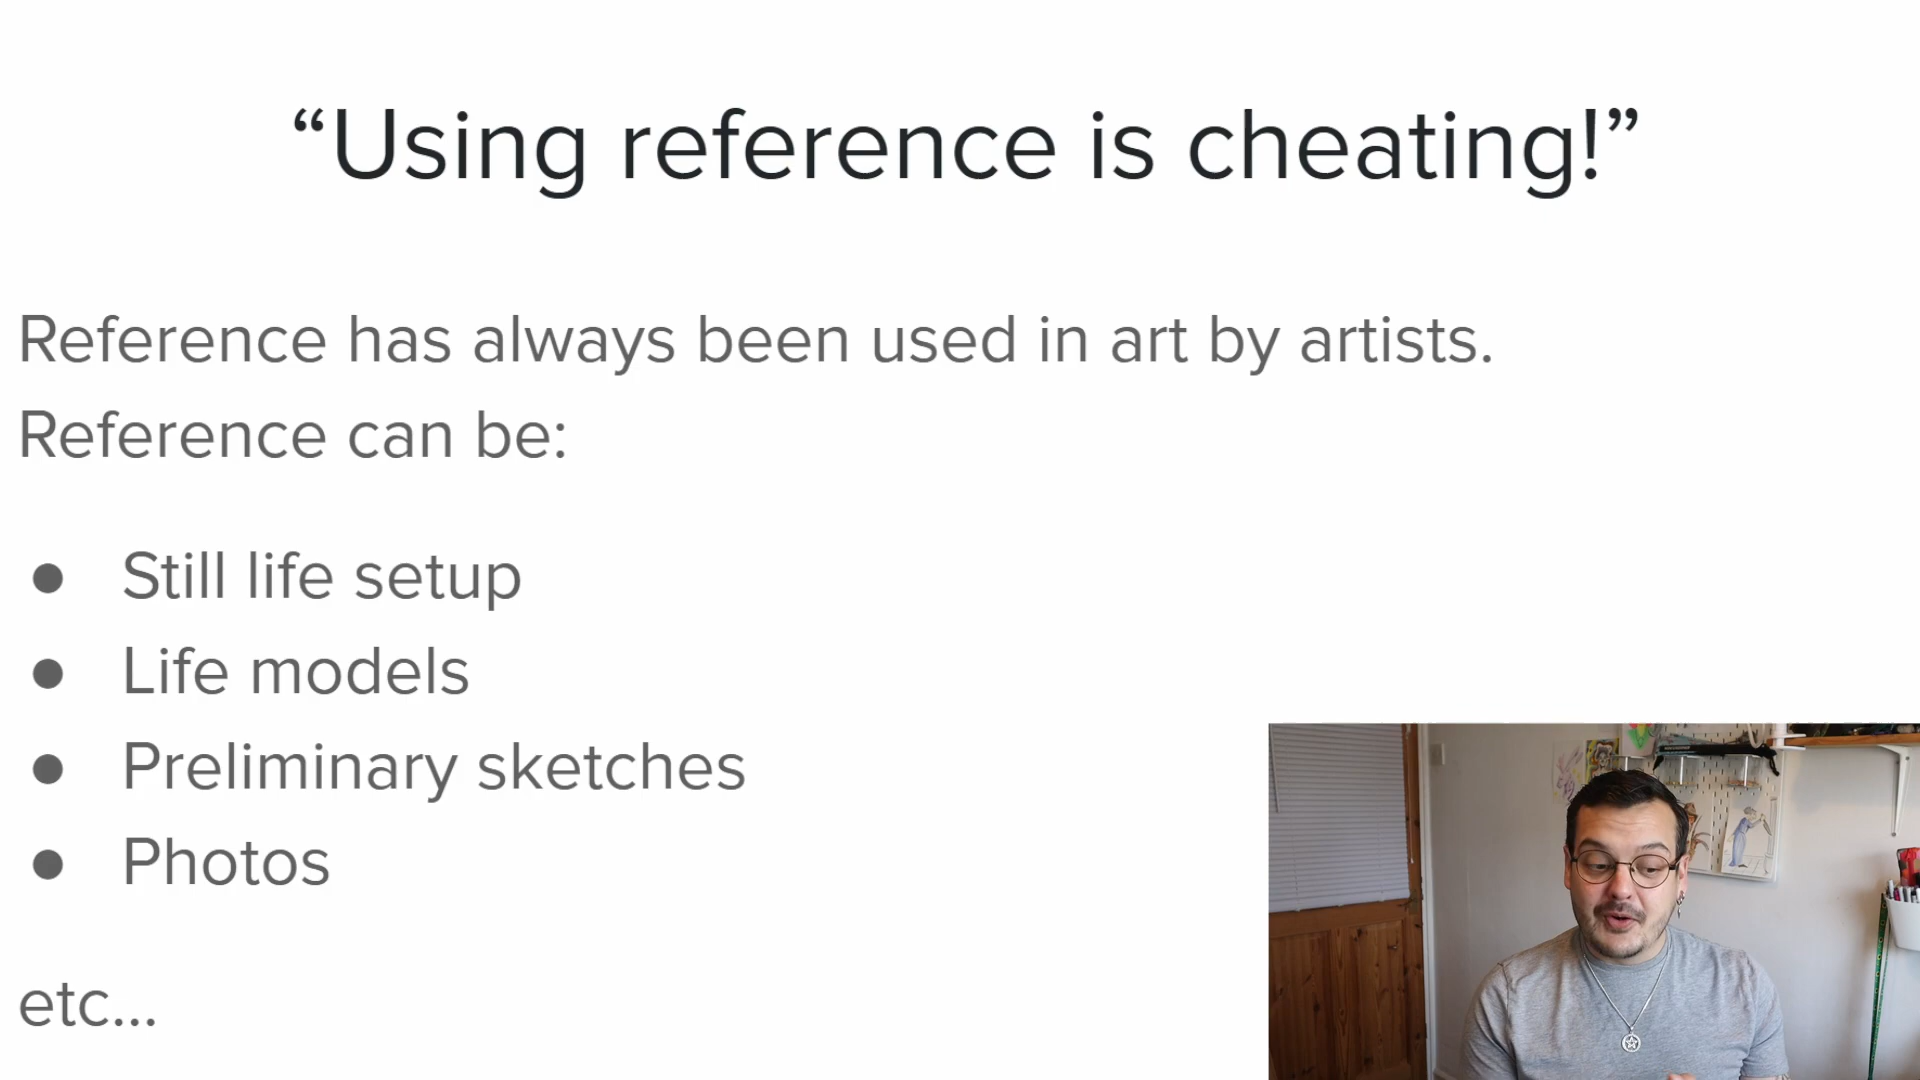 “Using reference is cheating!”
Reference has always been used in art by artists.
Reference can be:
● Still life setup
● Life models
● Preliminary sketches
● Photos
etc...